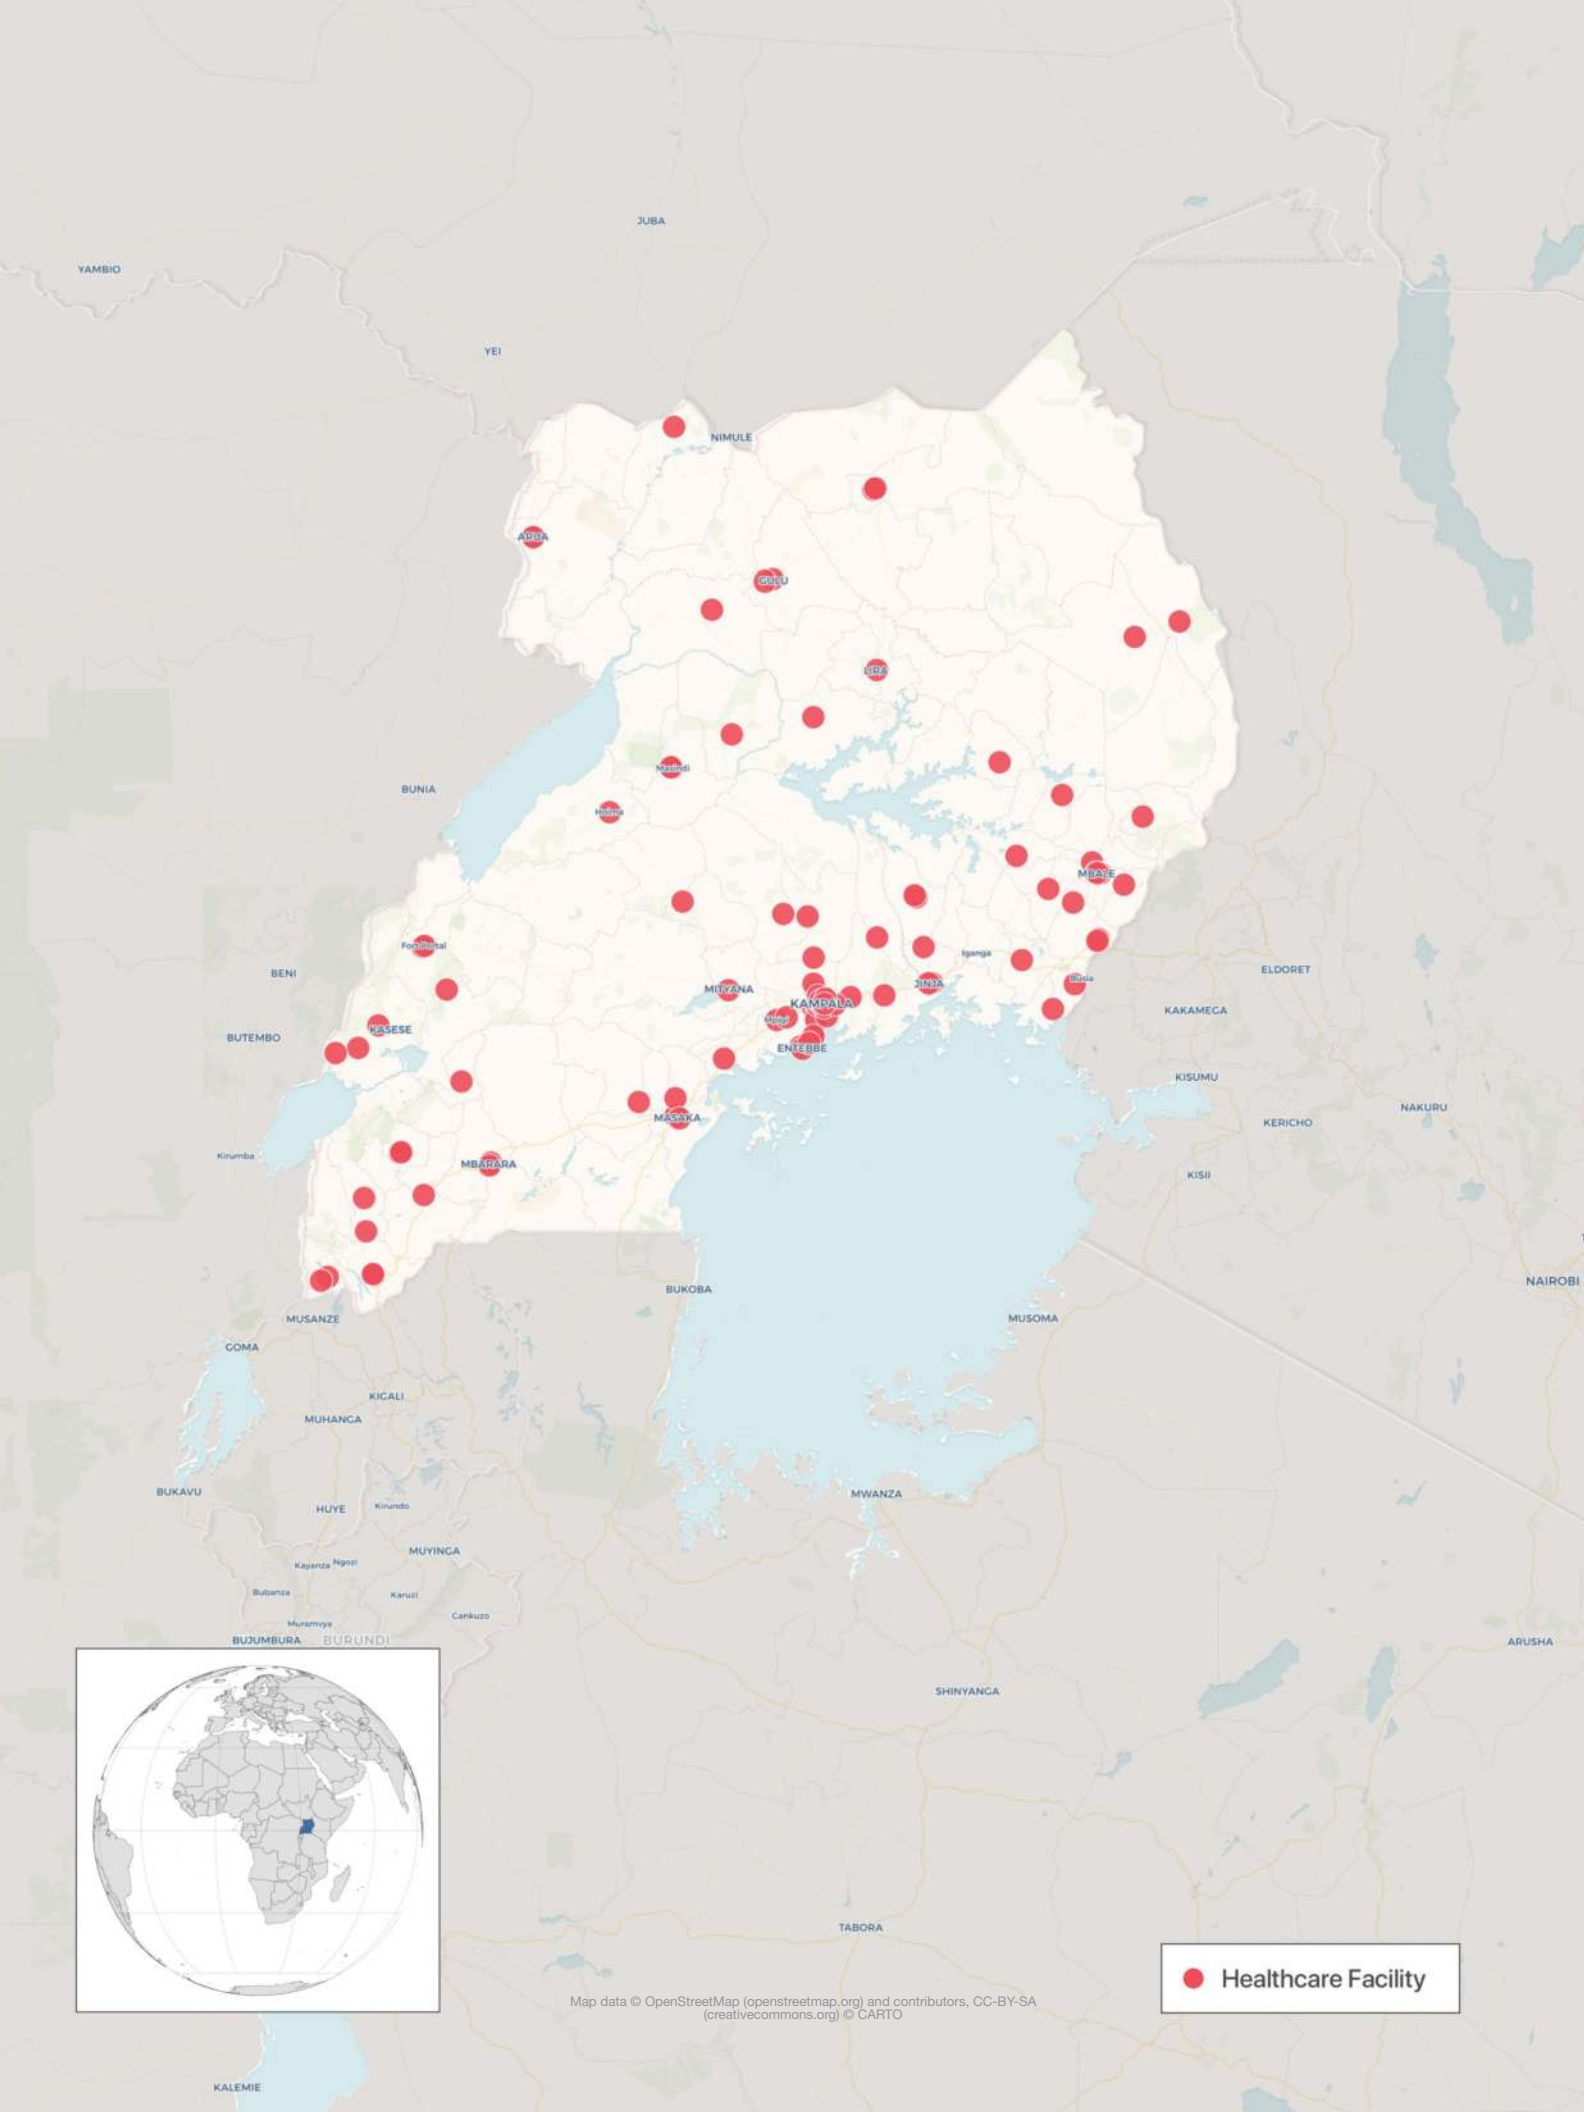 JUBA
YAMBIO
YEI
NIMULE
ARUA
GULU
LIRA
Masindi
BUNIA
Hoima
MBALE
Fort Portal
Iganga
BENI
ELDORET
Busia
JINJA
MITYANA
KAMPALA
KAKAMEGA
Mpigi
KASESE
BUTEMBO
ENTEBBE
KISUMU
NAKURU
MASAKA
KERICHO
Kirumba
MBARARA
KISII
NAIROBI
BUKOBA
MUSANZE
MUSOMA
GOMA
KIGALI
MUHANGA
BUKAVU
MWANZA
HUYE
Kirundo
MUYINGA
Kayanza
Ngozi
Bubanza
Karuzi
Cankuzo
Muramvya
BUJUMBURA
BURUNDI
ARUSHA
SHINYANGA
TABORA
Healthcare Facility
Map data © OpenStreetMap (openstreetmap.org) and contributors, CC-BY-SA
(creativecommons.org) © CARTO
KALEMIE